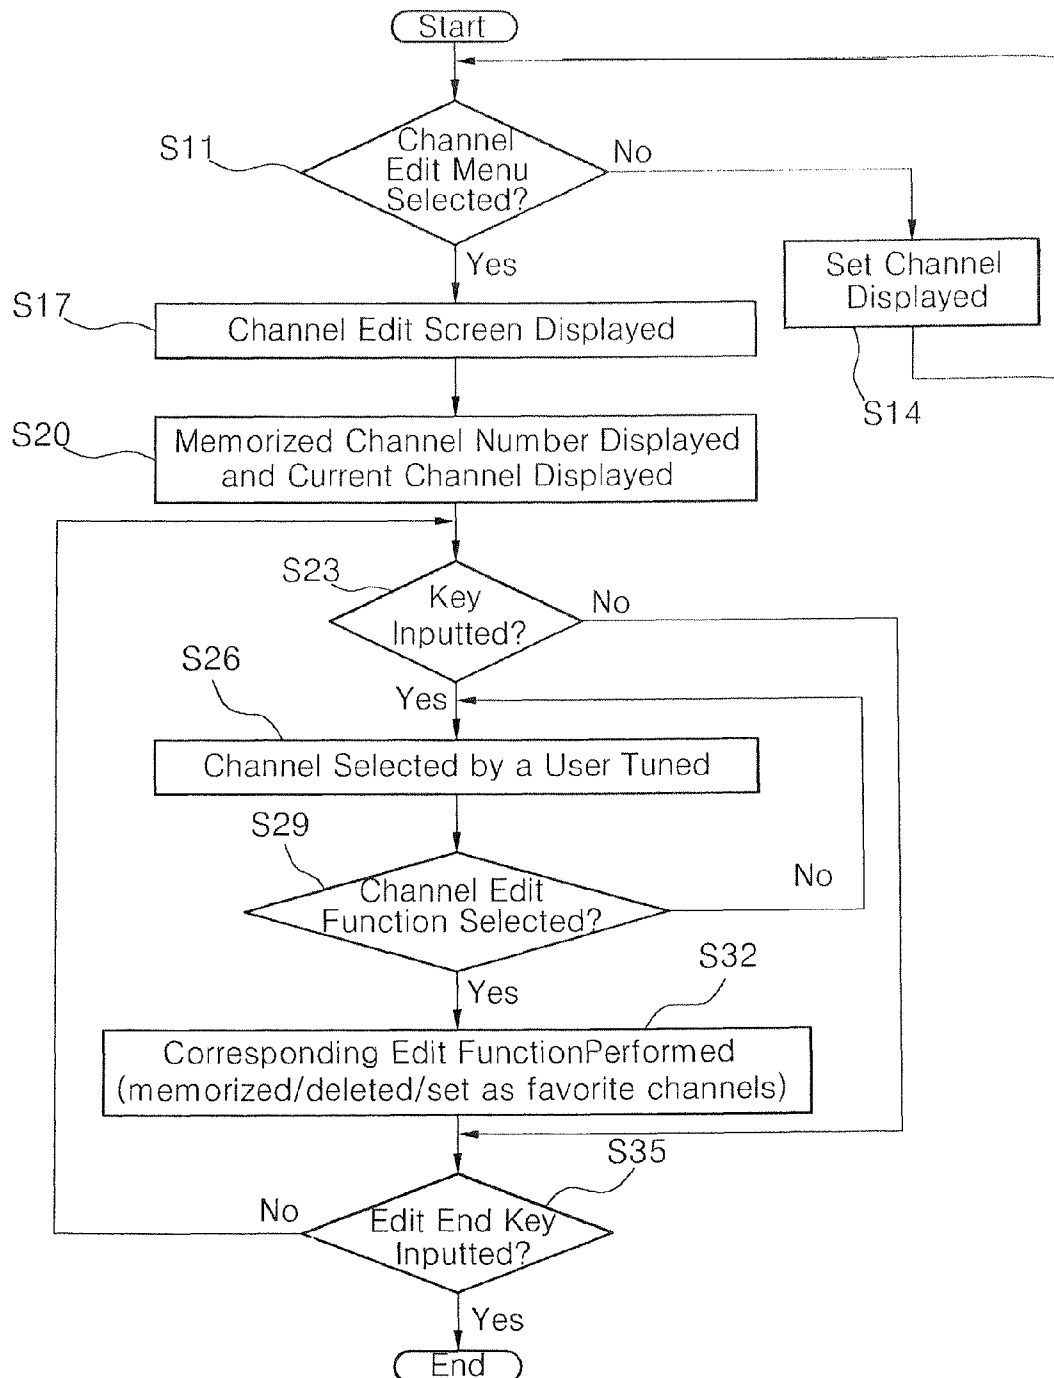 Start
S11
Channel
Edit Menu
Selected?
No
Yes
Set Channel
Displayed
S14
S17
Channel Edit Screen Displayed
S20
Memorized Channel Number Displayed
and Current Channel Displayed
S23
Key
Inputted?
No
Yes
S26
Channel Selected by a User Tuned
S29
Channel Edit
Function Selected?
No
Yes
S32
Corresponding Edit FunctionPerformed
(memorized/deleted/set as favorite channels)
S35
Edit End Key
Inputted?
No
Yes
End